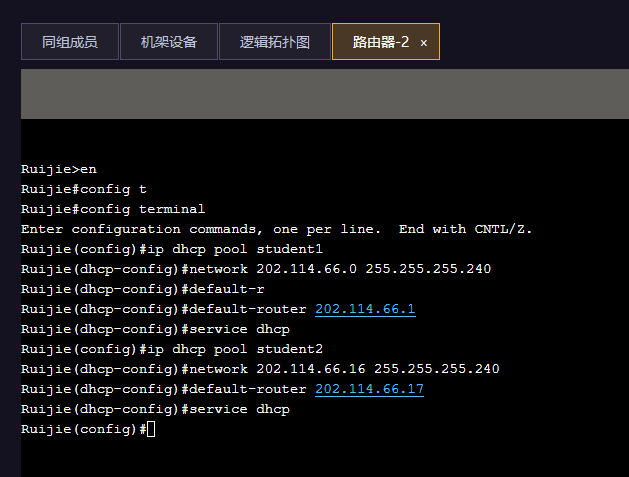 同组成员 机架设备 逻辑拓扑图 路由器-2 ×
Ruijie>en
Ruijie#config t
Ruijie#config terminal
Enter configuration commands, one per line.  End with CNTL/Z.
Ruijie(config)#ip dhcp pool student1
Ruijie(dhcp-config)#network 202.114.66.0 255.255.255.240
Ruijie(dhcp-config)#default-r
Ruijie(dhcp-config)#default-router 202.114.66.1
Ruijie(dhcp-config)#service dhcp
Ruijie(config)#ip dhcp pool student2
Ruijie(dhcp-config)#network 202.114.66.16 255.255.255.240
Ruijie(dhcp-config)#default-router 202.114.66.17
Ruijie(dhcp-config)#service dhcp
Ruijie(config)#